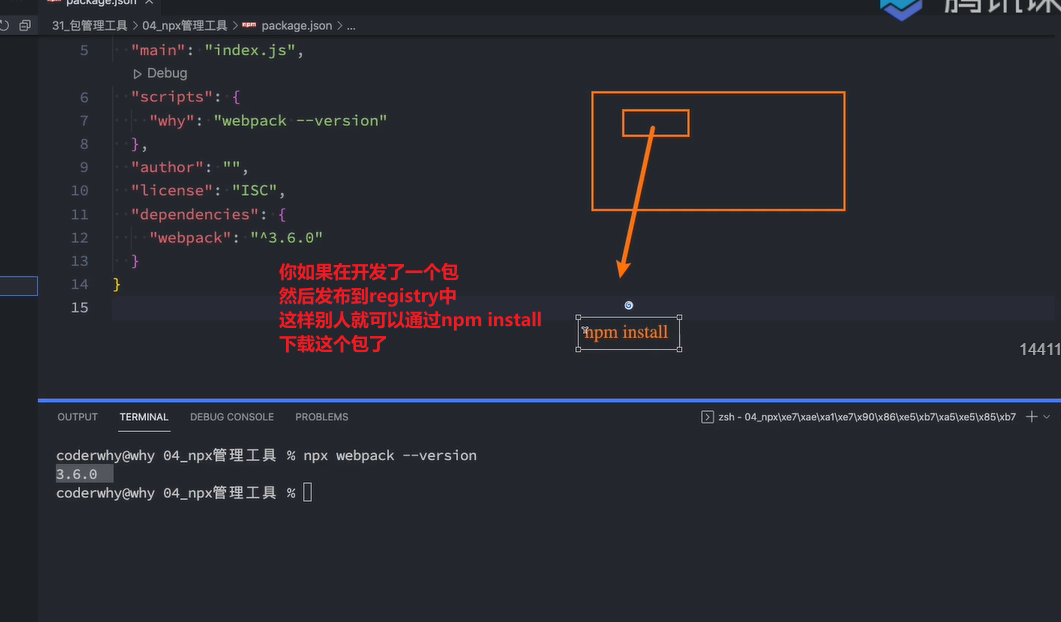 package.json
31_包管理工具 > 04_npx管理工具 > package.json > ...
5 "main": "index.js",
Debug
6 "scripts": {
7 "why": "webpack --version"
8 },
9 "author": "",
10 "license": "ISC",
11 "dependencies": {
12 "webpack": "^3.6.0"
13 }
14 }
15
你如果在开发了一个包
然后发布到registry中
这样别人就可以通过npm install
下载这个包了
npm install
14411
OUTPUT TERMINAL DEBUG CONSOLE PROBLEMS
zsh - 04_npx\xe7\xae\xa1\xe7\x90\x86\xe5\xb7\xa5\xe5\x85\xb7
coderwhy@why 04_npx管理工具 % npx webpack --version
3.6.0
coderwhy@why 04_npx管理工具 %